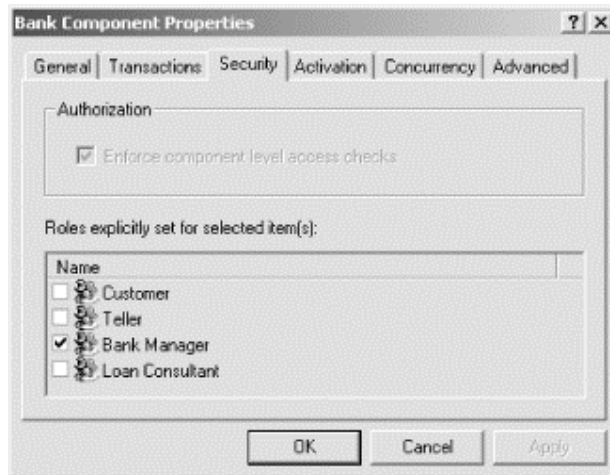 Bank Component Properties
General Transactions Security Activation Concurrency Advanced
Authorization
Enforce component level access checks
Roles explicitly set for selected item(s):
Name
Customer
Teller
Bank Manager
Loan Consultant
OK Cancel Apply